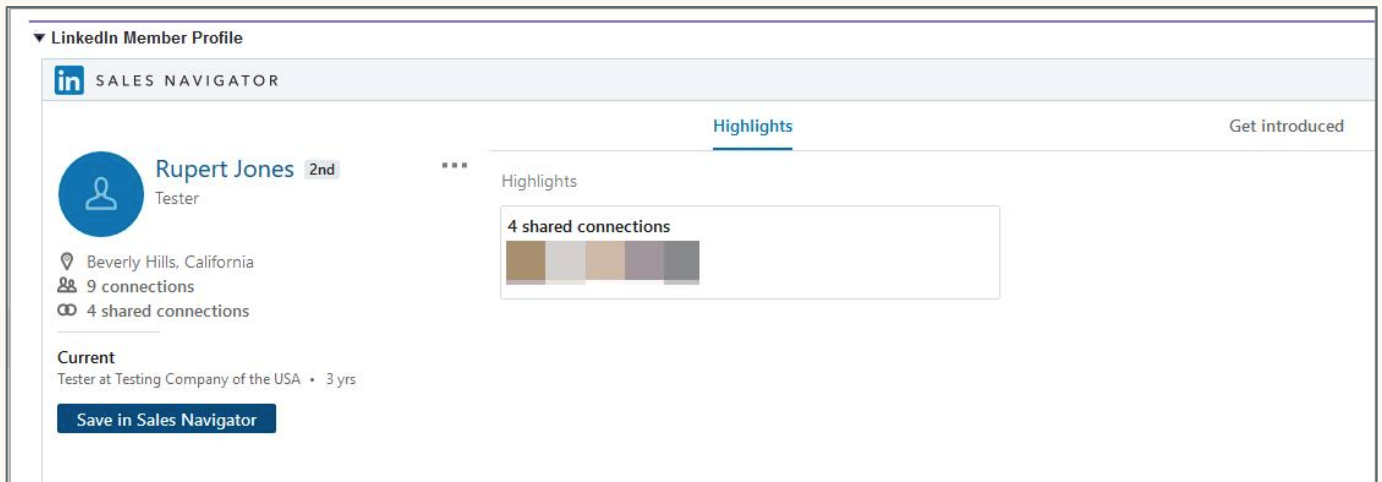 LinkedIn Member Profile
in SALES NAVIGATOR
Highlights
Get introduced
Rupert Jones 2nd
Tester
Beverly Hills, California
9 connections
4 shared connections
Current
Tester at Testing Company of the USA • 3 yrs
Save in Sales Navigator
Highlights
4 shared connections